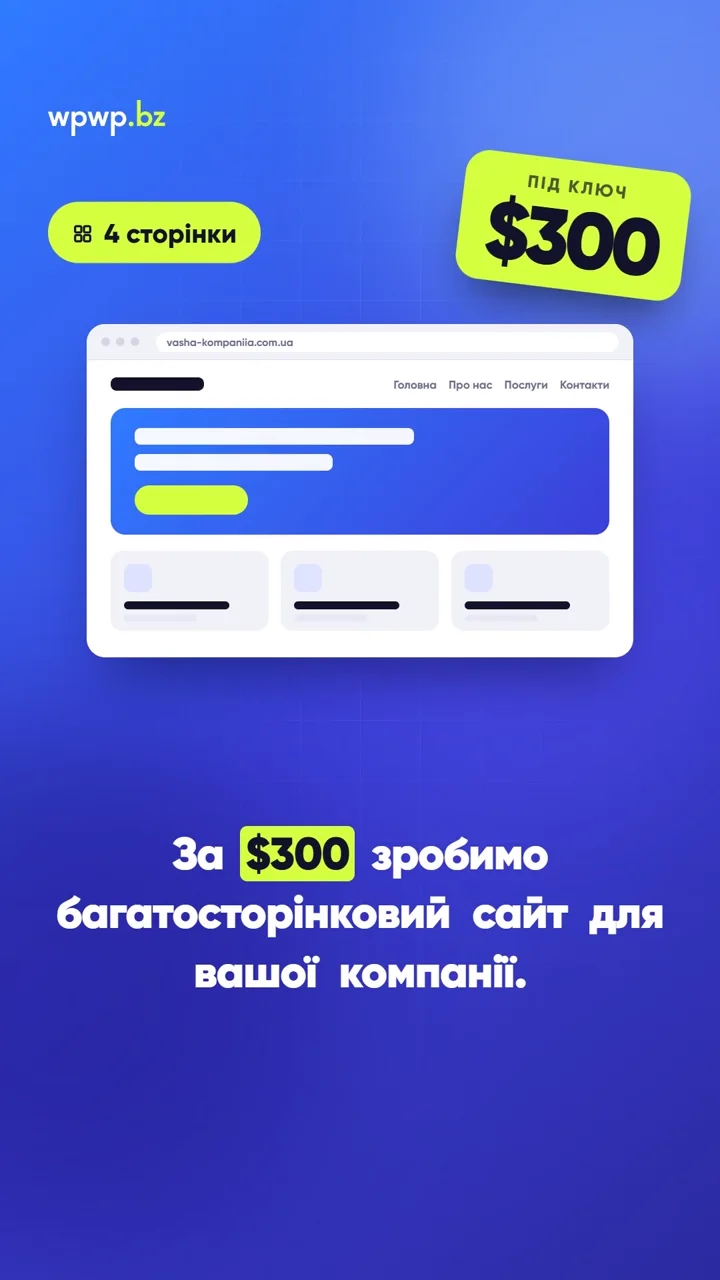 wpwp.bz
ПІД КЛЮЧ
$300
4 сторінки
vasha-kompaniia.com.ua
Головна Про нас Послуги Контакти
За $300 зробимо
багатосторінковий сайт для
вашої компанії.